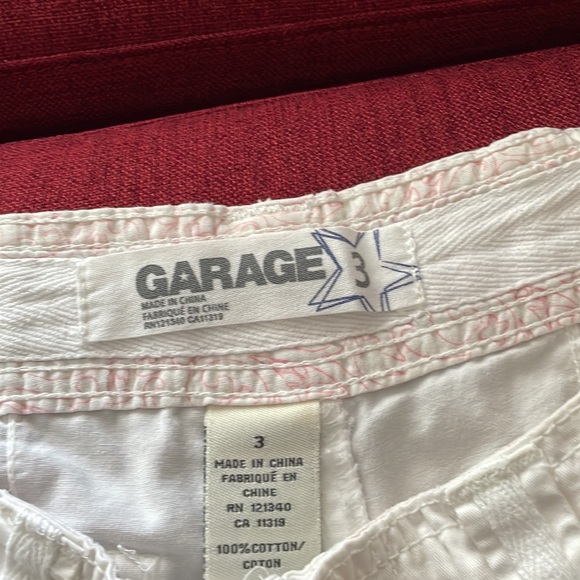 GARAGE 3
MADE IN CHINA
FABRIQUÉ EN CHINE
RN121340 CA11319
3
MADE IN CHINA
FABRIQUÉ EN
CHINE
RN 121340
CA 11319
100%COTTON/
COTON